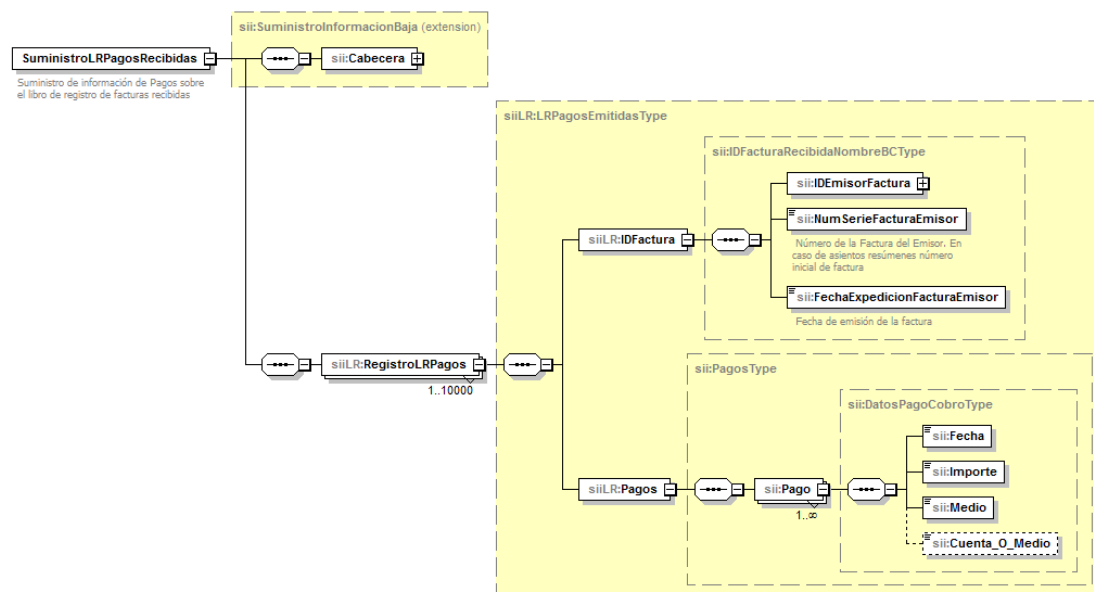 sii:SuministroInformacionBaja (extension)
SuministroLRPagosRecibidas
sii:Cabecera
Suministro de información de Pagos sobre
el libro de registro de facturas recibidas
siiLR:LRPagosEmitidasType
sii:IDFacturaRecibidaNombreBCType
sii:IDEmisorFactura
sii:NumSerieFacturaEmisor
Número de la Factura del Emisor. En
caso de asientos resúmenes número
inicial de factura
siiLR:IDFactura
sii:FechaExpedicionFacturaEmisor
Fecha de emisión de la factura
siiLR:RegistroLRPagos
1..10000
sii:PagosType
sii:DatosPagoCobroType
sii:Fecha
sii:Importe
siiLR:Pagos
sii:Pago
1..∞
sii:Medio
sii:Cuenta_O_Medio